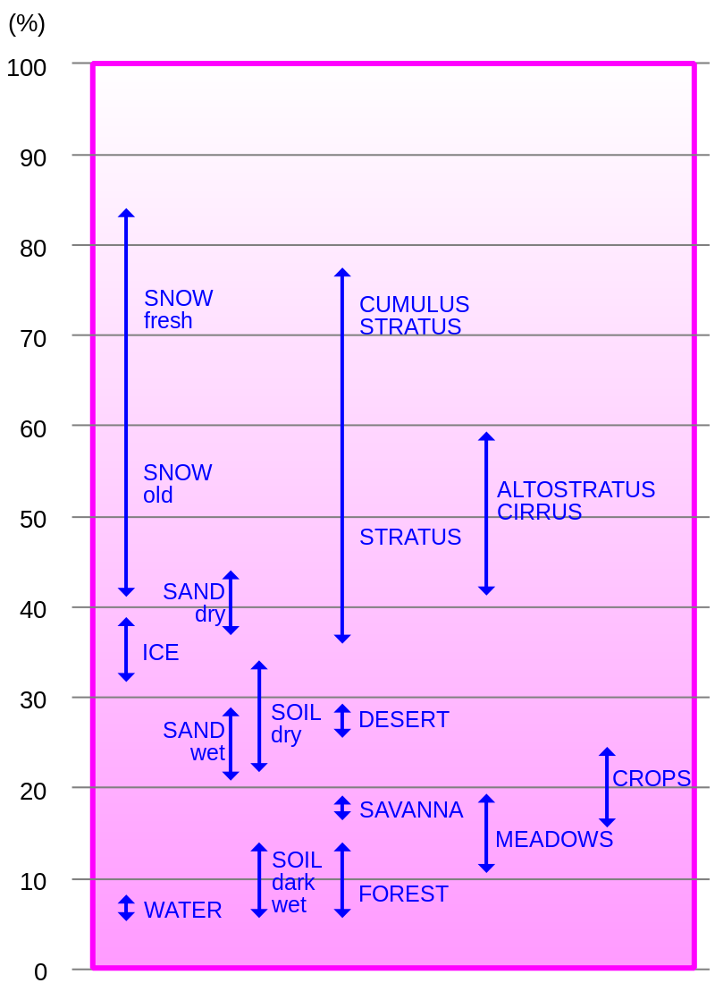 (%)
100
90
80
SNOW
fresh
CUMULUS
STRATUS
70
60
SNOW
old
ALTOSTRATUS
CIRRUS
50
STRATUS
SAND
dry
40
ICE
30
SOIL
dry
DESERT
SAND
wet
CROPS
20
SAVANNA
MEADOWS
SOIL
dark
wet
10
FOREST
WATER
0